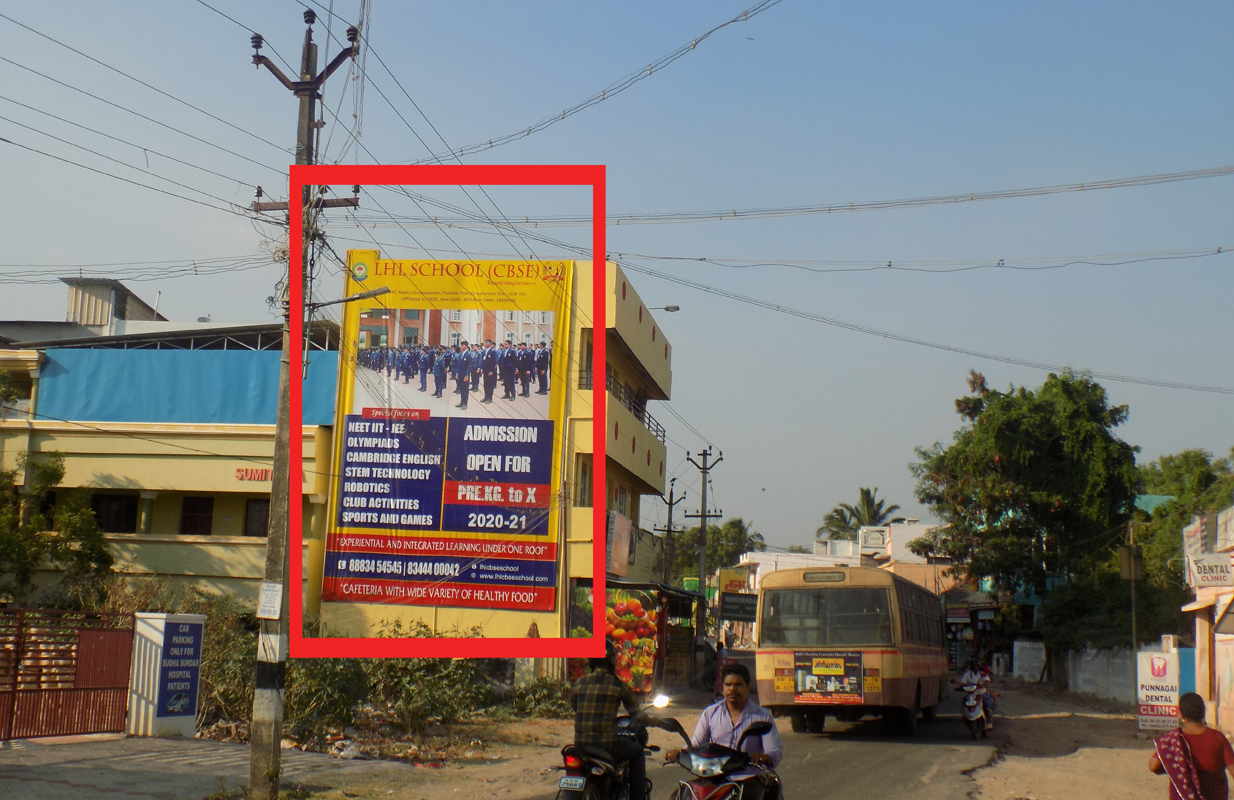 LHL SCHOOL (CBSE)
Special focus on
NEET IIT - JEE
OLYMPIADS
CAMBRIDGE ENGLISH
STEM TECHNOLOGY
ROBOTICS
CLUB ACTIVITIES
SPORTS AND GAMES
ADMISSION
OPEN FOR
PRE.KG. to X
2020-21
"EXPERIENTIAL AND INTEGRATED LEARNING UNDER ONE ROOF"
88834 54545 | 83444 00042
lhlcbseschool
www.lhlcbseschool.com
"CAFETERIA WITH WIDE VARIETY OF HEALTHY FOOD"
SUMIT
CAR
PARKING
ONLY FOR
SUDHA SUNDAR
HOSPITAL
PATIENTS
DENTAL
CLINIC
PUNNAGAI
DENTAL
CLINIC